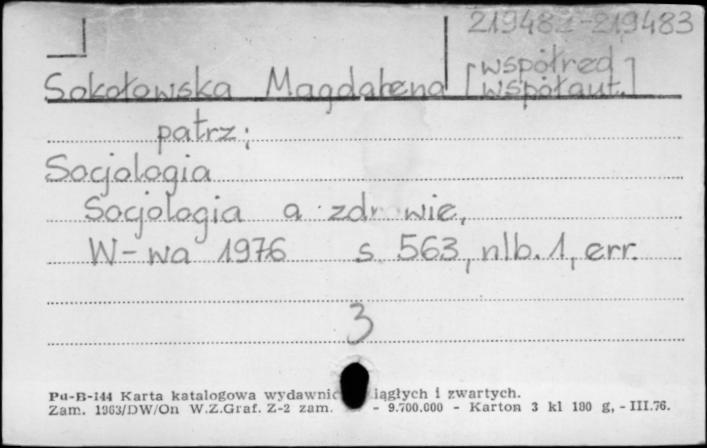 219482-219483
[współred
współaut.]
Sokołowska Magdalena
patrz;
Socjologia
Socjologia a zdr wie,
W-wa 1976 s. 563, nlb. 1, err.
3
Pu-B-144 Karta katalogowa wydawnic iągłych i zwartych.
Zam. 1963/DW/On W.Z.Graf. Z-2 zam. - 9.700.000 - Karton 3 kl 180 g, - III.76.